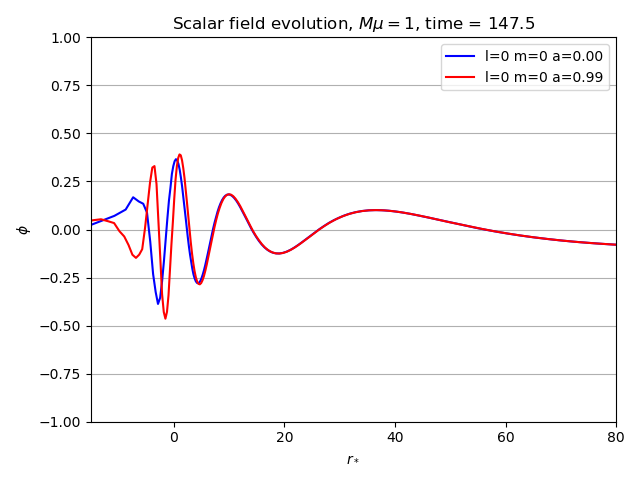 Scalar field evolution, Mμ = 1, time = 147.5
l=0 m=0 a=0.00
l=0 m=0 a=0.99
1.00
0.75
0.50
0.25
0.00
−0.25
−0.50
−0.75
−1.00
ϕ
0 20 40 60 80
r*